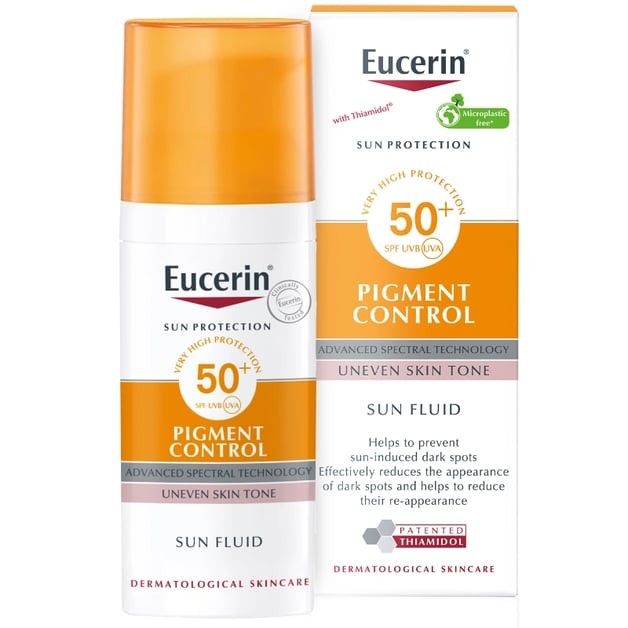 Eucerin®
Clinically
Eucerin
Tested
SUN PROTECTION
VERY HIGH PROTECTION
50+
SPF UVB UVA
PIGMENT
CONTROL
ADVANCED SPECTRAL TECHNOLOGY
UNEVEN SKIN TONE
SUN FLUID
DERMATOLOGICAL SKINCARE
Eucerin®
with Thiamidol®
Microplastic
free*
SUN PROTECTION
VERY HIGH PROTECTION
50+
SPF UVB UVA
PIGMENT
CONTROL
ADVANCED SPECTRAL TECHNOLOGY
UNEVEN SKIN TONE
SUN FLUID
Helps to prevent
sun-induced dark spots
Effectively reduces the appearance
of dark spots and helps to reduce
their re-appearance
PATENTED
THIAMIDOL
DERMATOLOGICAL SKINCARE